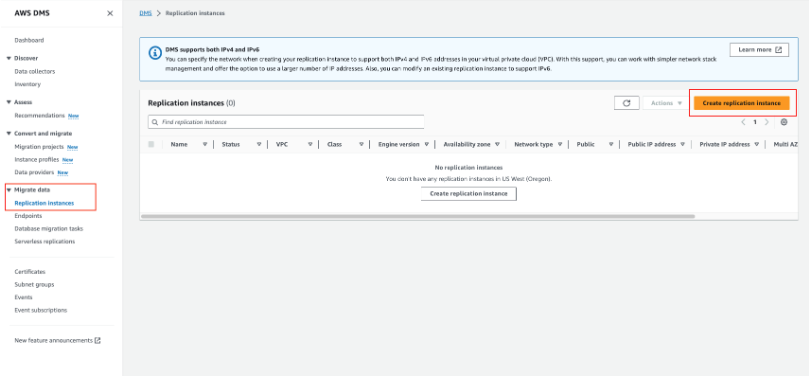 AWS DMS
Dashboard
Discover
Data collectors
Inventory
Assess
Recommendations New
Convert and migrate
Migration projects New
Instance profiles New
Data providers New
Migrate data
Replication instances
Endpoints
Database migration tasks
Serverless replications
Certificates
Subnet groups
Events
Event subscriptions
New feature announcements
DMS > Replication instances
DMS supports both IPv4 and IPv6
You can specify the network when creating your replication instance to support both IPv4 and IPv6 addresses in your virtual private cloud (VPC). With this support, you can work with simpler network stack
management and offer the option to use a larger number of IP addresses. Also, you can modify an existing replication instance to support IPv6.
Learn more
Replication instances (0)
Actions
Create replication instance
Find replication instance
1
Name Status VPC Class Engine version Availability zone Network type Public Public IP address Private IP address Multi AZ
No replication instances
You don't have any replication instances in US West (Oregon).
Create replication instance